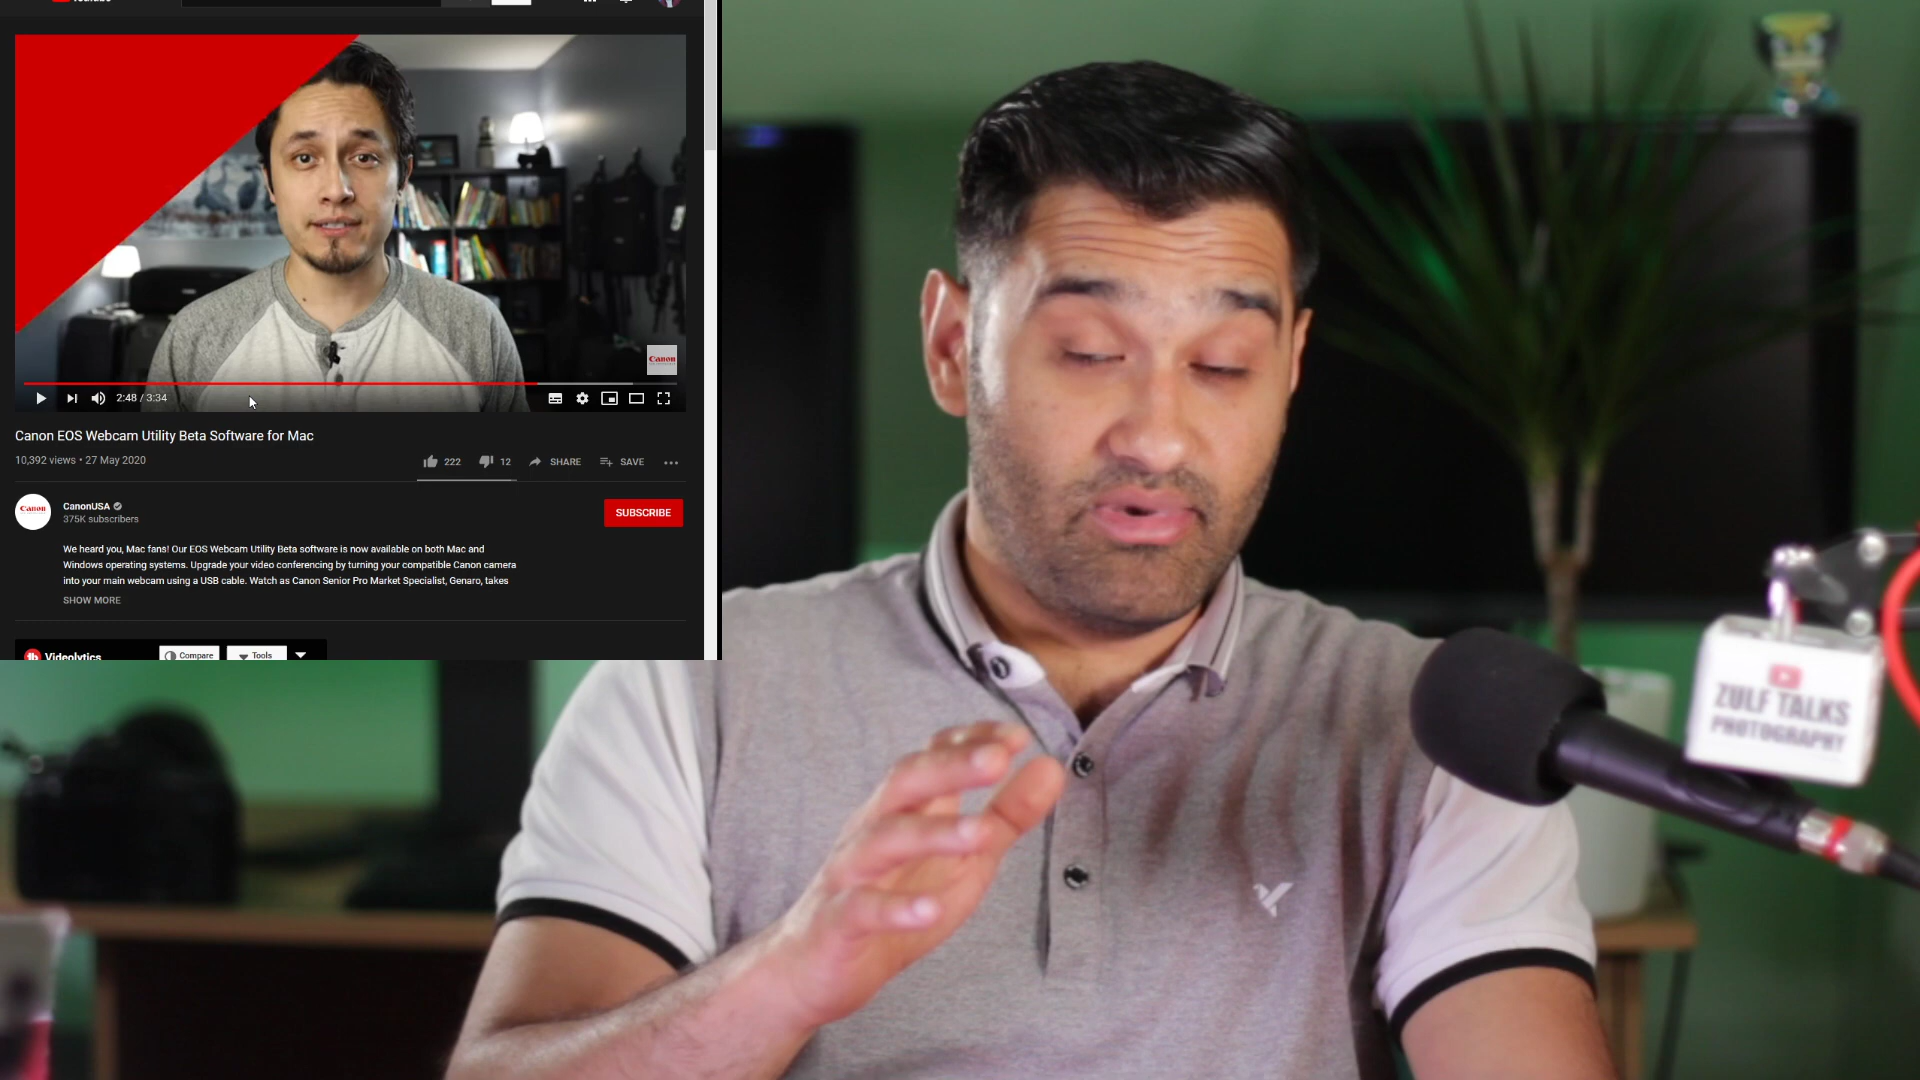 Canon
2:48 / 3:34
Canon EOS Webcam Utility Beta Software for Mac
10,392 views • 27 May 2020
222
12
SHARE
SAVE
Canon
CanonUSA
375K subscribers
SUBSCRIBE
We heard you, Mac fans! Our EOS Webcam Utility Beta software is now available on both Mac and
Windows operating systems. Upgrade your video conferencing by turning your compatible Canon camera
into your main webcam using a USB cable. Watch as Canon Senior Pro Market Specialist, Genaro, takes
SHOW MORE
Videolytics
Compare
Tools
ZULF TALKS
PHOTOGRAPHY